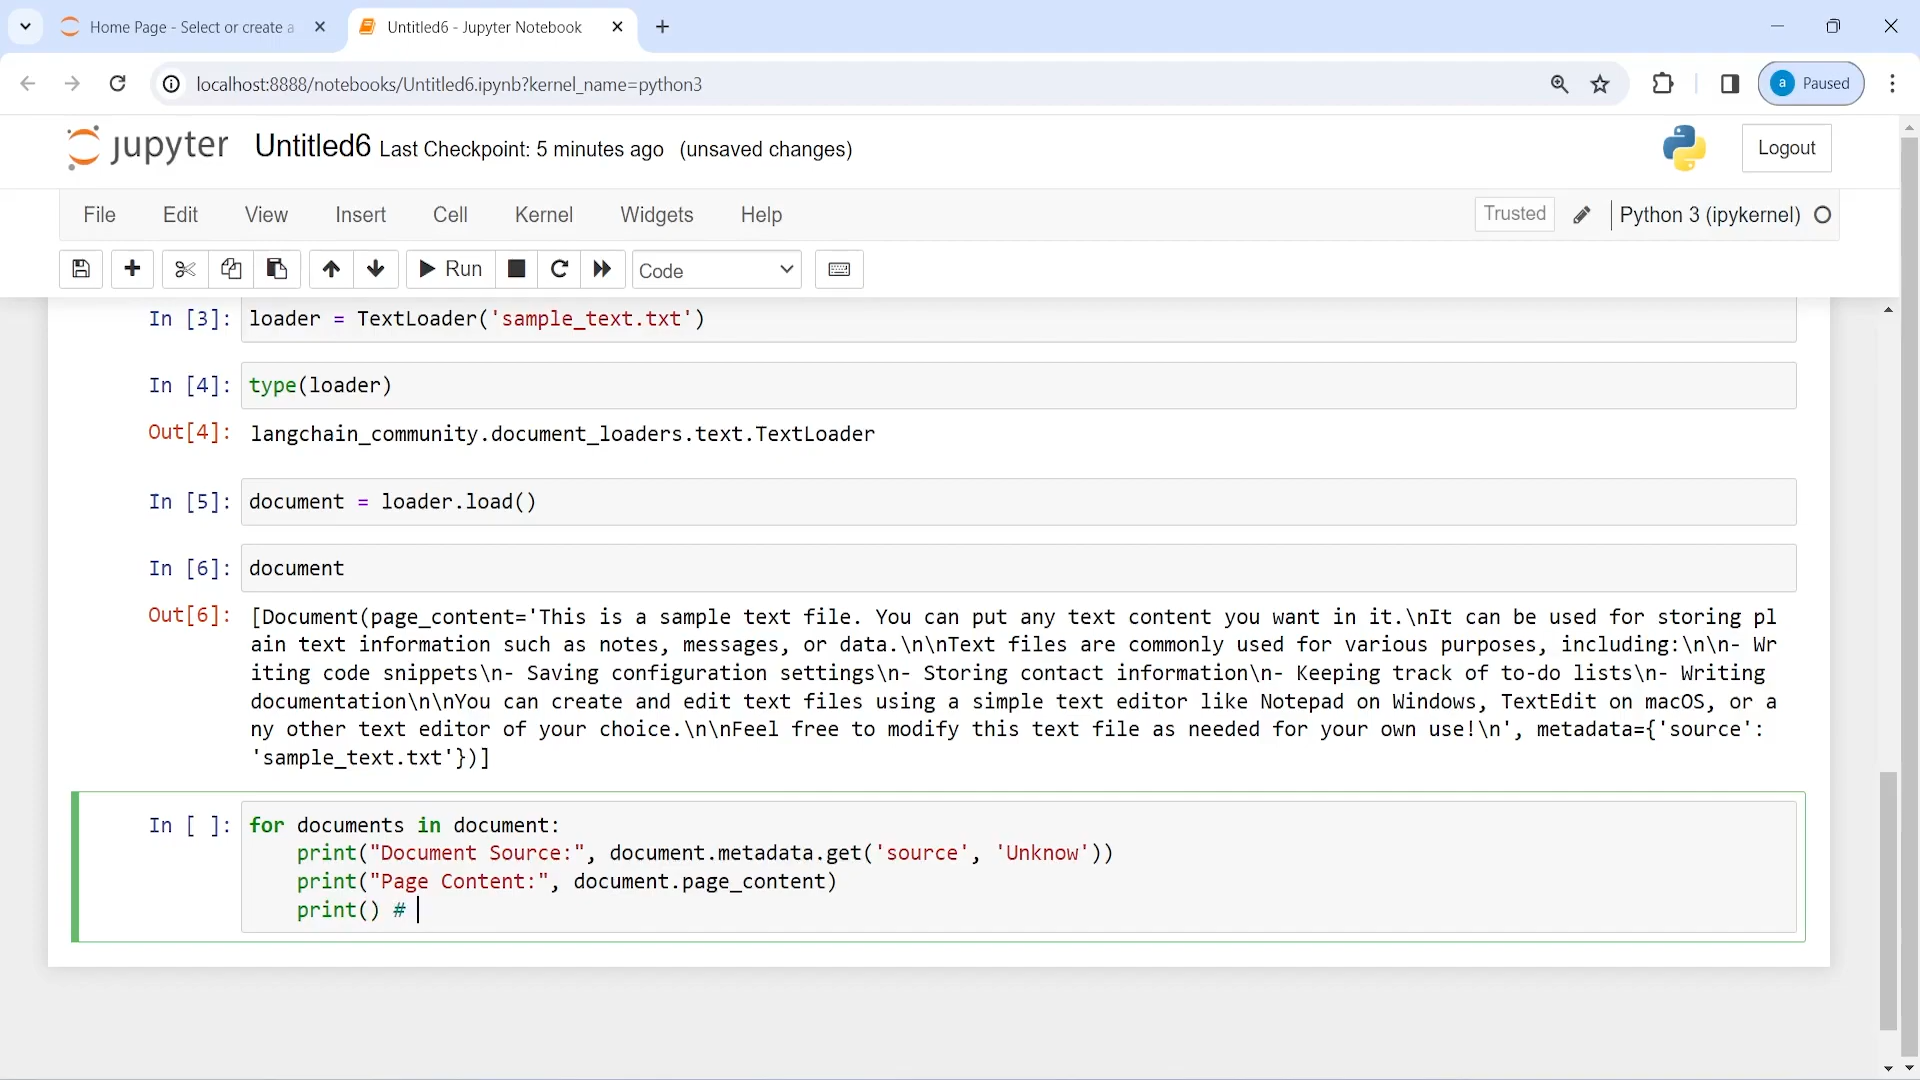 Home Page - Select or create a
Untitled6 - Jupyter Notebook
localhost:8888/notebooks/Untitled6.ipynb?kernel_name=python3
a Paused
jupyter Untitled6 Last Checkpoint: 5 minutes ago (unsaved changes)
Logout
File Edit View Insert Cell Kernel Widgets Help
Trusted Python 3 (ipykernel)
Run Code
In [3]: loader = TextLoader('sample_text.txt')
In [4]: type(loader)
Out[4]: langchain_community.document_loaders.text.TextLoader
In [5]: document = loader.load()
In [6]: document
Out[6]: [Document(page_content='This is a sample text file. You can put any text content you want in it.\nIt can be used for storing pl
ain text information such as notes, messages, or data.\n\nText files are commonly used for various purposes, including:\n\n- Wr
iting code snippets\n- Saving configuration settings\n- Storing contact information\n- Keeping track of to-do lists\n- Writing
documentation\n\nYou can create and edit text files using a simple text editor like Notepad on Windows, TextEdit on macOS, or a
ny other text editor of your choice.\n\nFeel free to modify this text file as needed for your own use!\n', metadata={'source':
'sample_text.txt'})]
In [ ]: for documents in document:
print("Document Source:", document.metadata.get('source', 'Unknow'))
print("Page Content:", document.page_content)
print() #